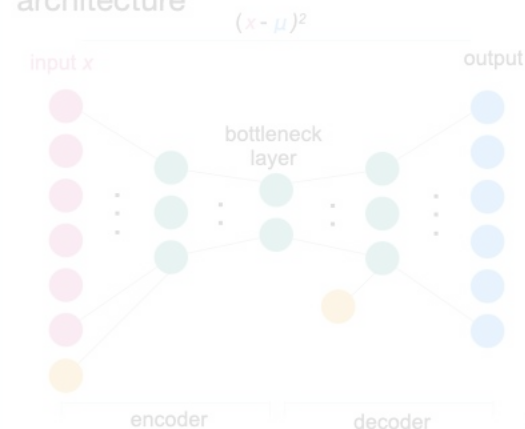 architecture
(x - μ)²
input x
output
bottleneck
layer
encoder
decoder